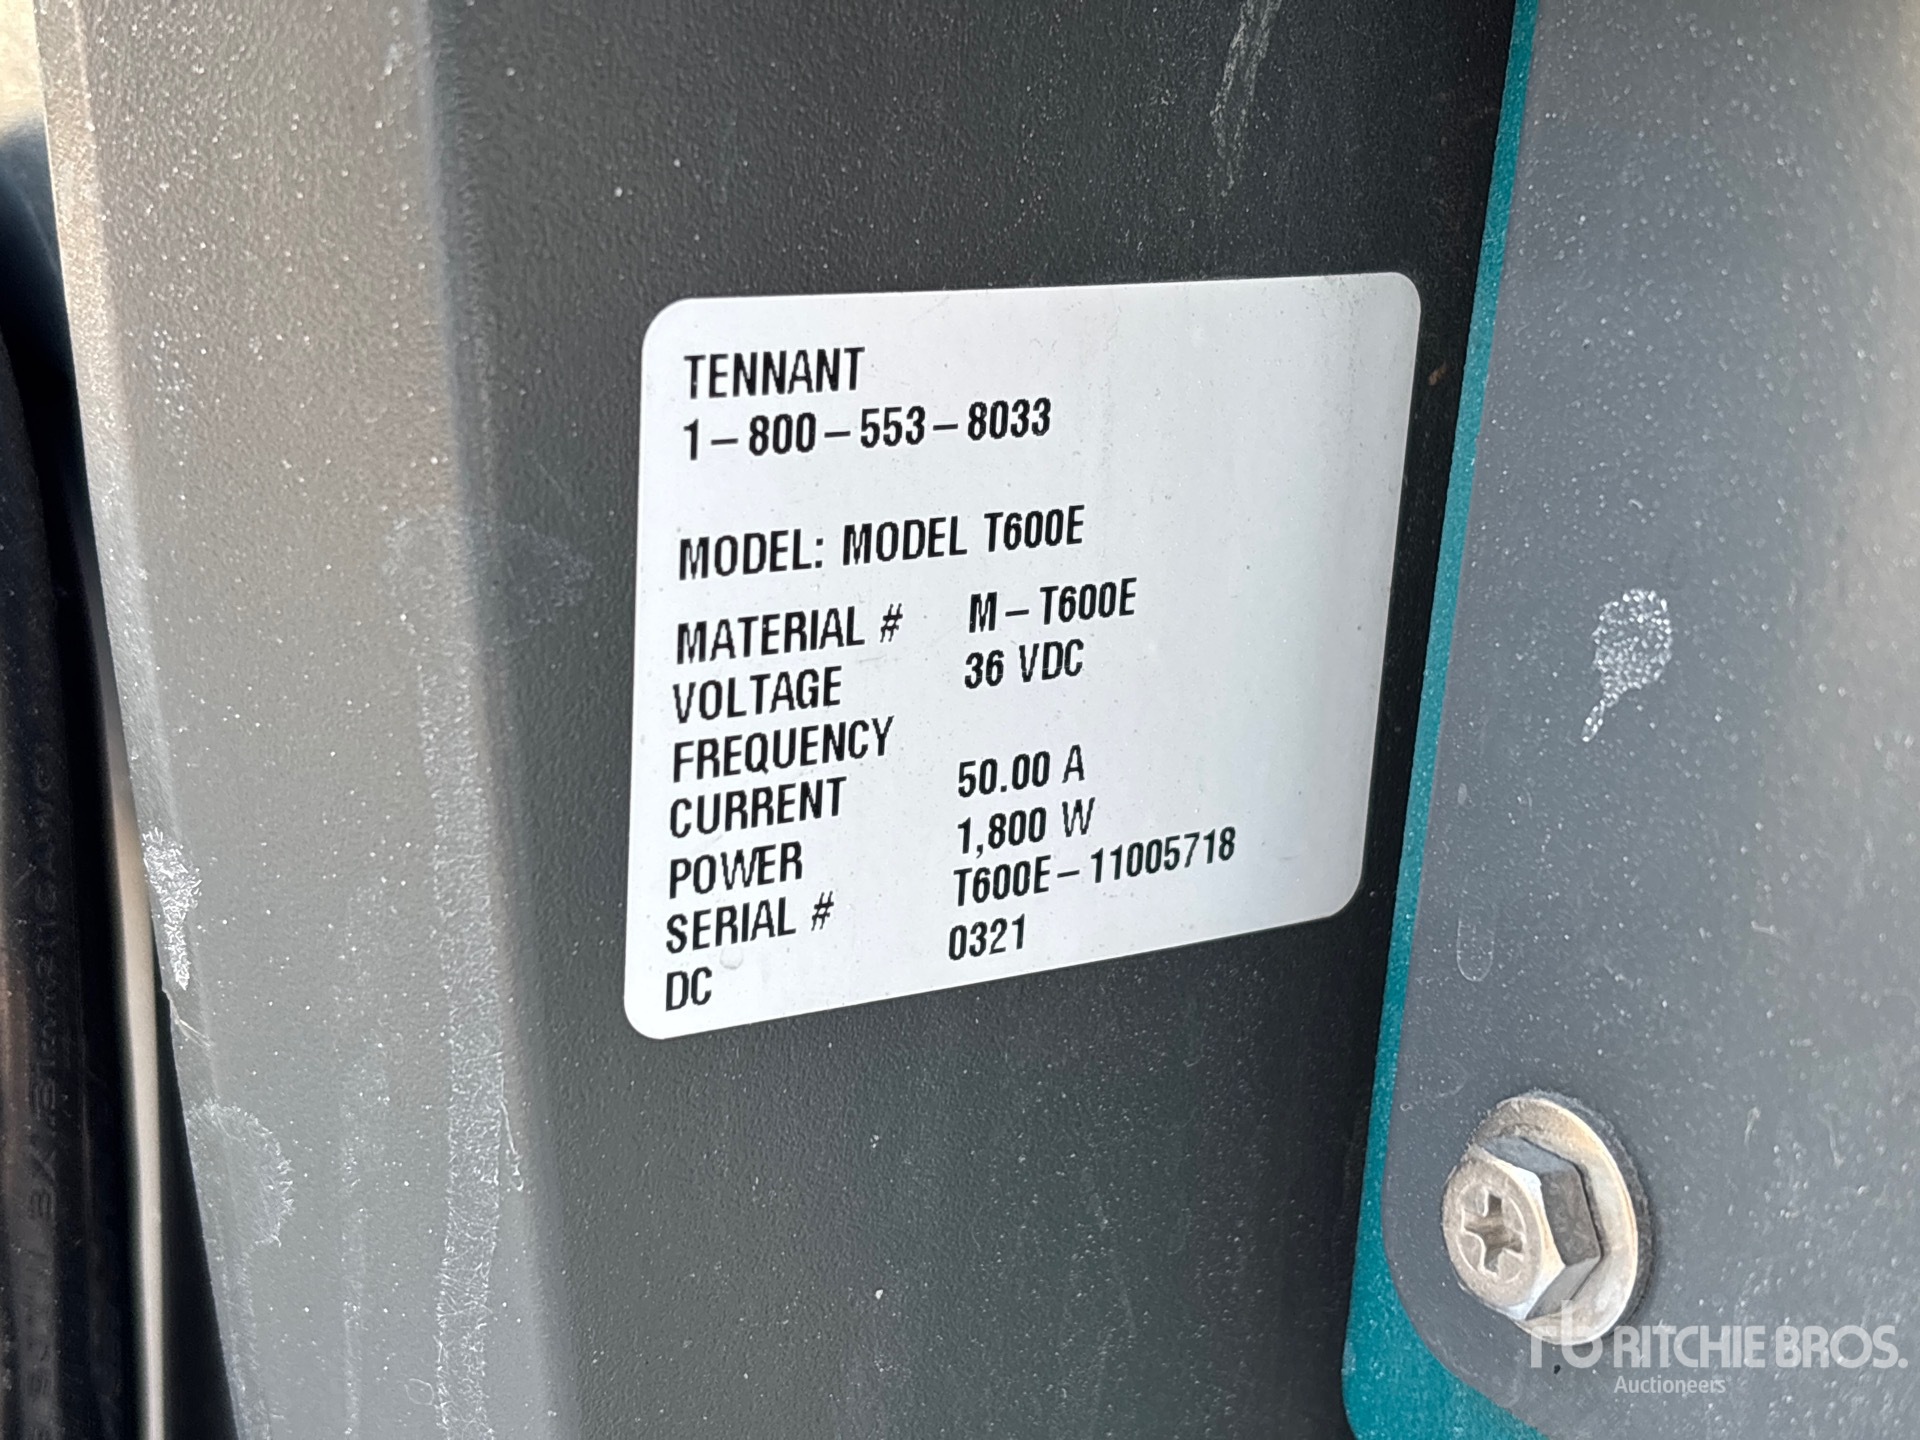 TENNANT
1-800-553-8033
MODEL: MODEL T600E
MATERIAL # M-T600E
VOLTAGE 36 VDC
FREQUENCY
CURRENT 50.00 A
POWER 1,800 W
SERIAL # T600E-11005718
DC 0321
rb RITCHIE BROS.
Auctioneers